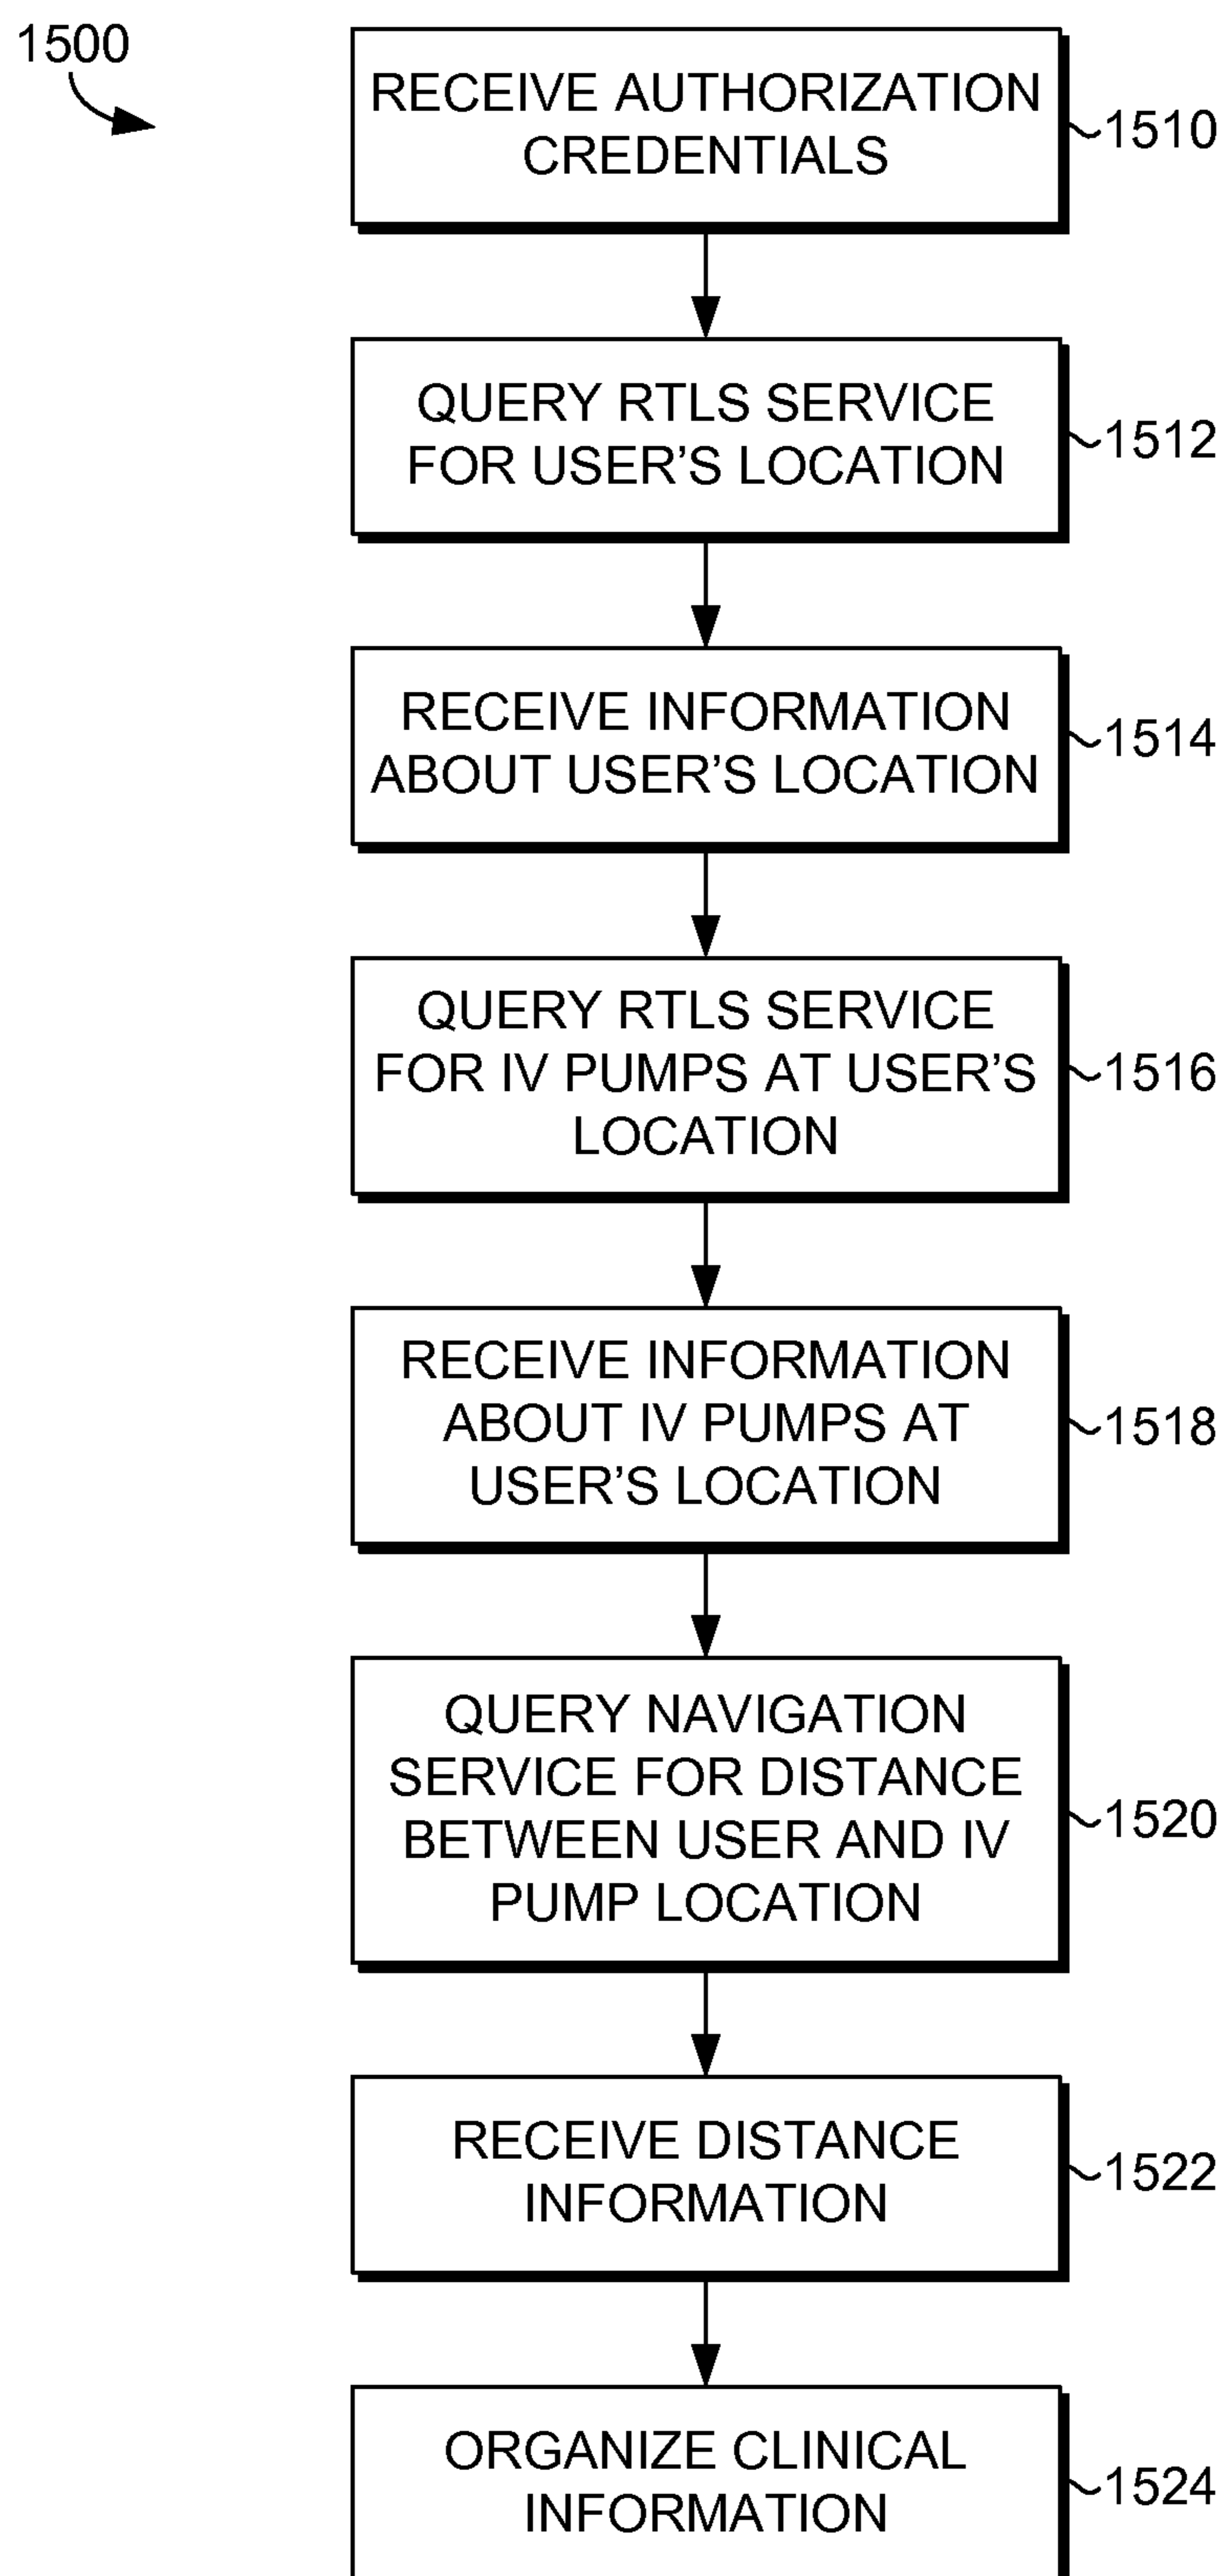 1500
RECEIVE AUTHORIZATION
CREDENTIALS
1510
QUERY RTLS SERVICE
FOR USER'S LOCATION
1512
RECEIVE INFORMATION
ABOUT USER'S LOCATION
1514
QUERY RTLS SERVICE
FOR IV PUMPS AT USER'S
LOCATION
1516
RECEIVE INFORMATION
ABOUT IV PUMPS AT
USER'S LOCATION
1518
QUERY NAVIGATION
SERVICE FOR DISTANCE
BETWEEN USER AND IV
PUMP LOCATION
1520
RECEIVE DISTANCE
INFORMATION
1522
ORGANIZE CLINICAL
INFORMATION
1524